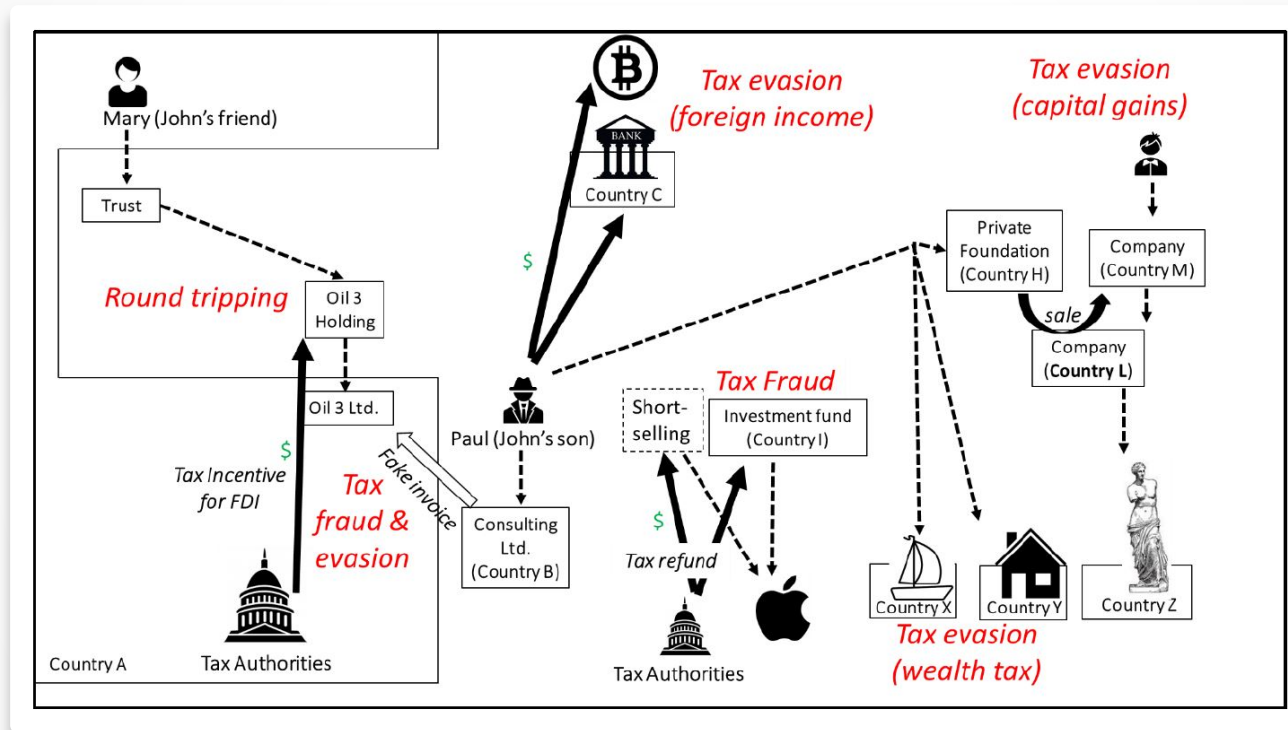 Mary (John's friend)
Trust
Round tripping
Oil 3
Holding
Oil 3 Ltd.
$
Tax Incentive
for FDI
Tax
fraud &
evasion
Fake invoice
Country A
Tax Authorities
Tax evasion
(foreign income)
BANK
Country C
$
Paul (John's son)
Consulting
Ltd.
(Country B)
Tax Fraud
Short-
selling
Investment fund
(Country I)
$
Tax refund
Tax Authorities
Tax evasion
(capital gains)
Private
Foundation
(Country H)
Company
(Country M)
sale
Company
(Country L)
Country X
Country Y
Country Z
Tax evasion
(wealth tax)